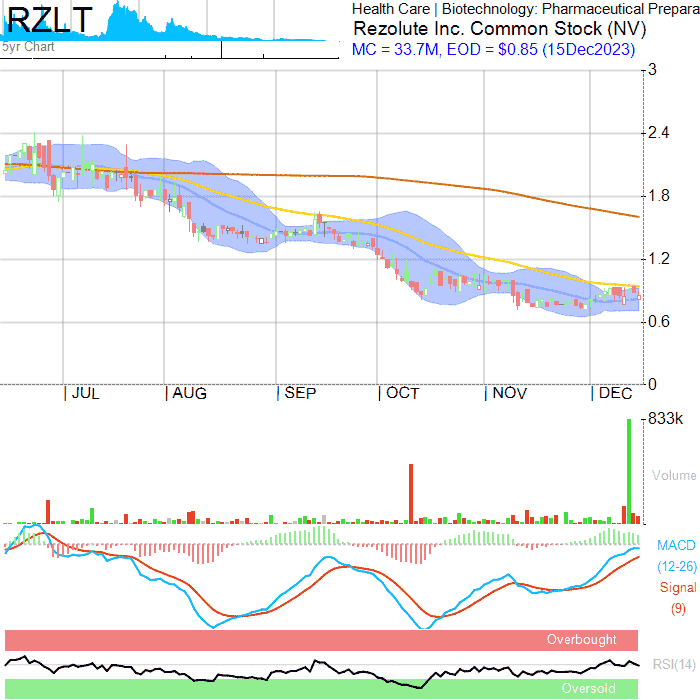 RZLT
5yr Chart
Health Care | Biotechnology: Pharmaceutical Prepara
Rezolute Inc. Common Stock (NV)
MC = 33.7M, EOD = $0.85 (15Dec2023)
3
2.4
1.8
1.2
0.6
0
JUL
AUG
SEP
OCT
NOV
DEC
833k
Volume
MACD
(12-26)
Signal
(9)
Overbought
RSI(14)
Oversold